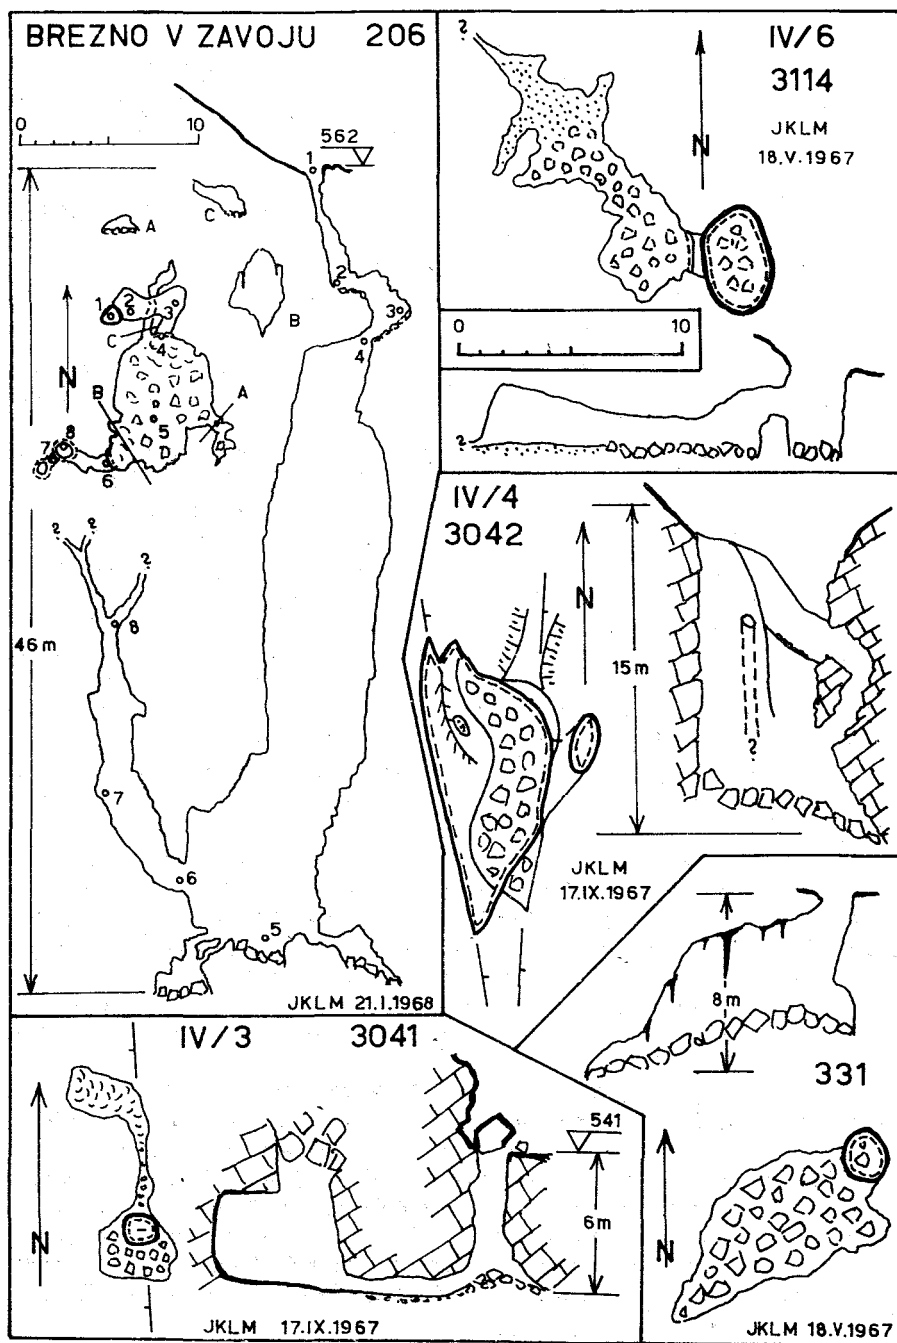 BREZNO V ZAVOJU 206
0 10
562
1
2
3
4
A
C
B
1 2 3
C
4
N
B
A
5
8
7
6
?
?
?
8
46 m
7
6
5
JKLM 21.I.1968
?
IV/6
3114
JKLM
18.V.1967
N
0 10
?
IV/4
3042
N
15 m
?
JKLM
17.IX.1967
8 m
331
N
JKLM 18.V.1967
IV/3 3041
N
541
6 m
JKLM 17.IX.1967